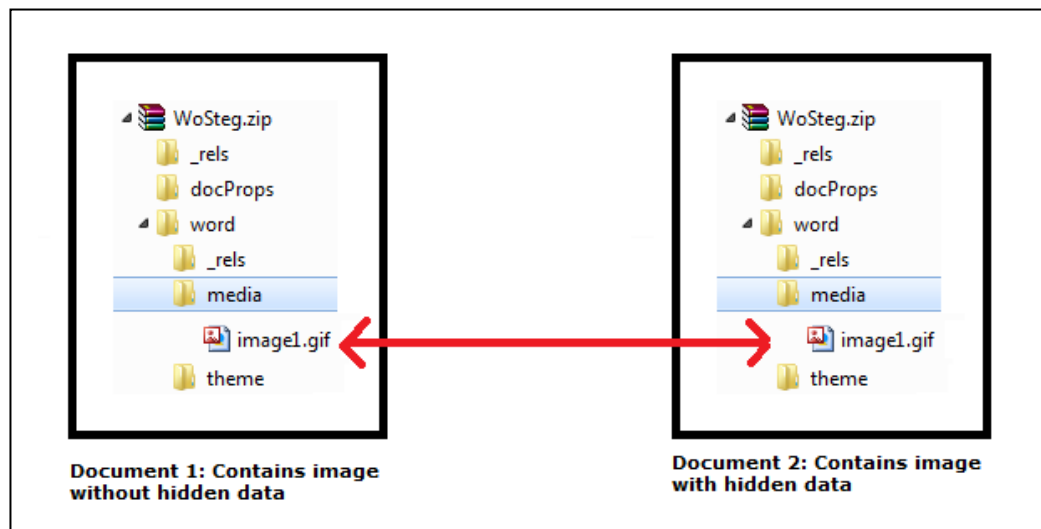 WoSteg.zip
_rels
docProps
word
_rels
media
image1.gif
theme
Document 1: Contains image
without hidden data
WoSteg.zip
_rels
docProps
word
_rels
media
image1.gif
theme
Document 2: Contains image
with hidden data